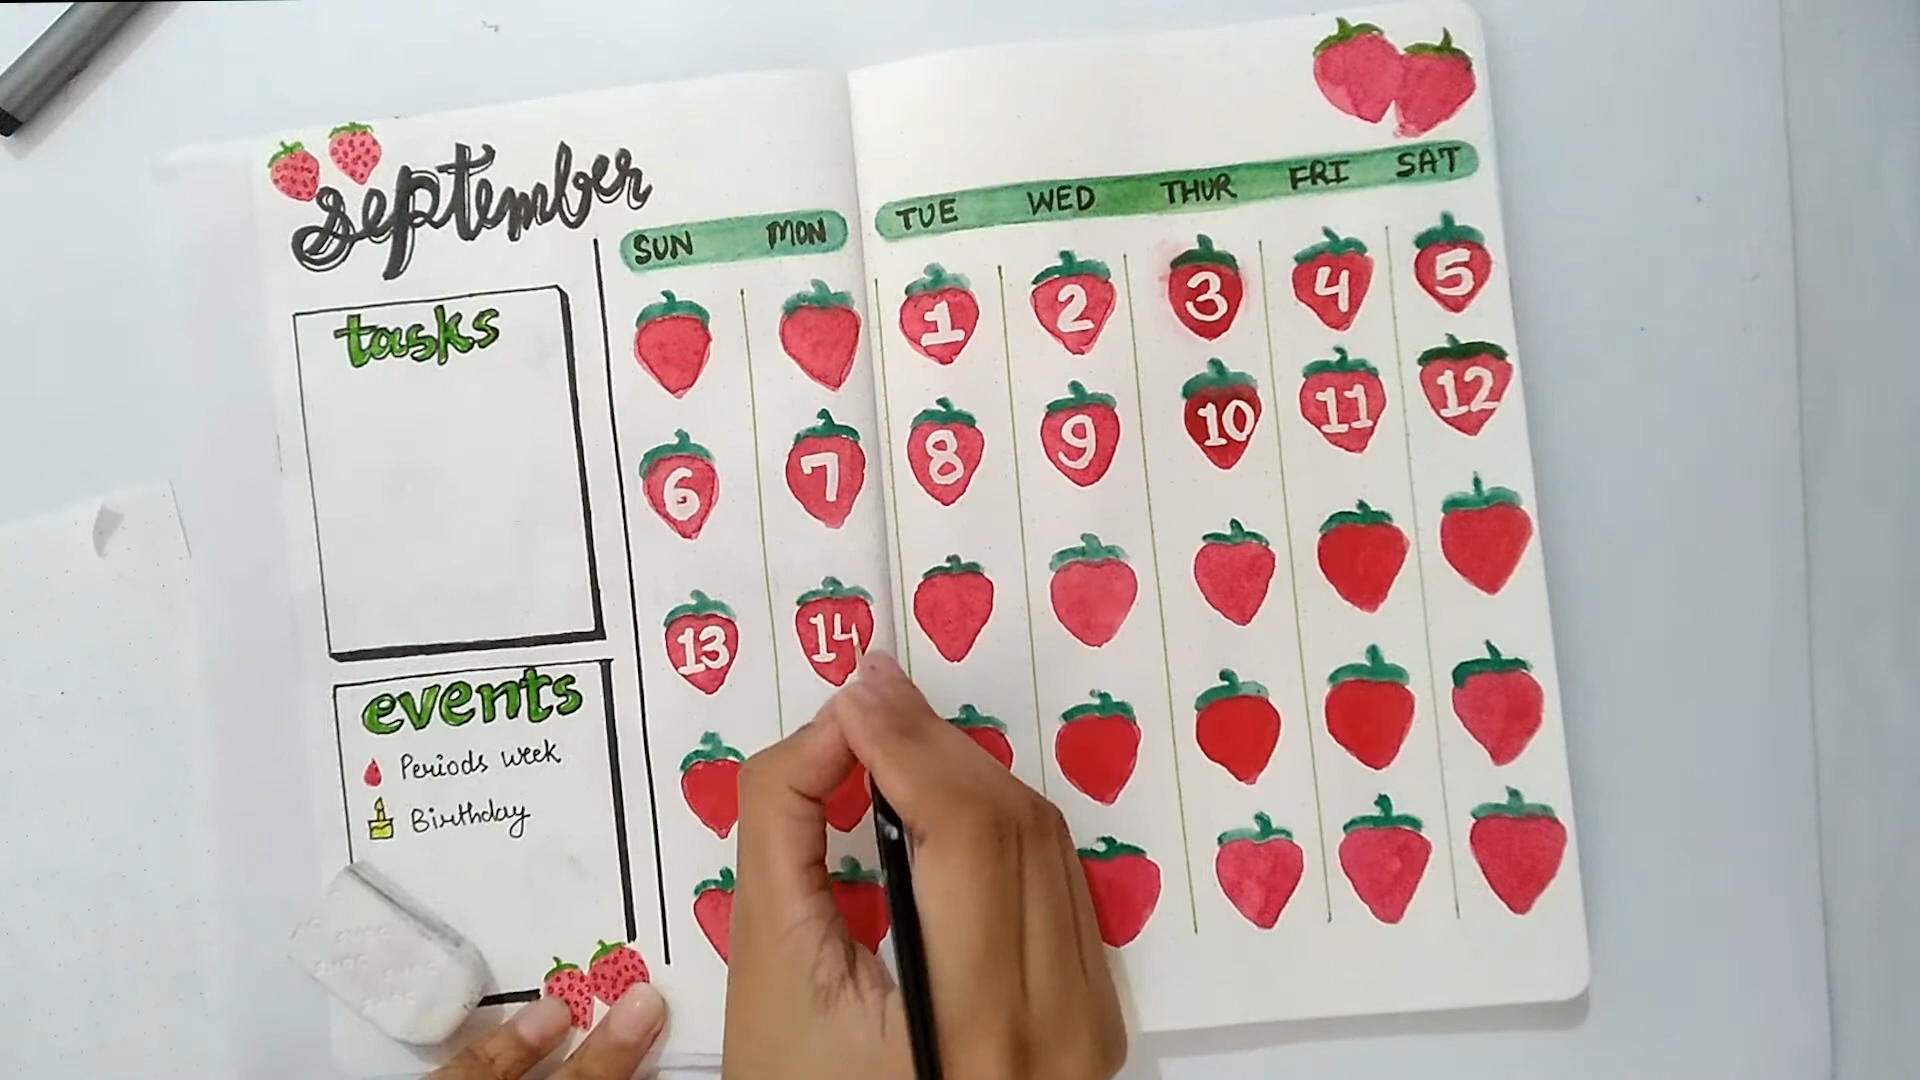 september
SUN MON TUE WED THUR FRI SAT
1 2 3 4 5
6 7 8 9 10 11 12
13 14
tasks
events
Periods week
Birthday